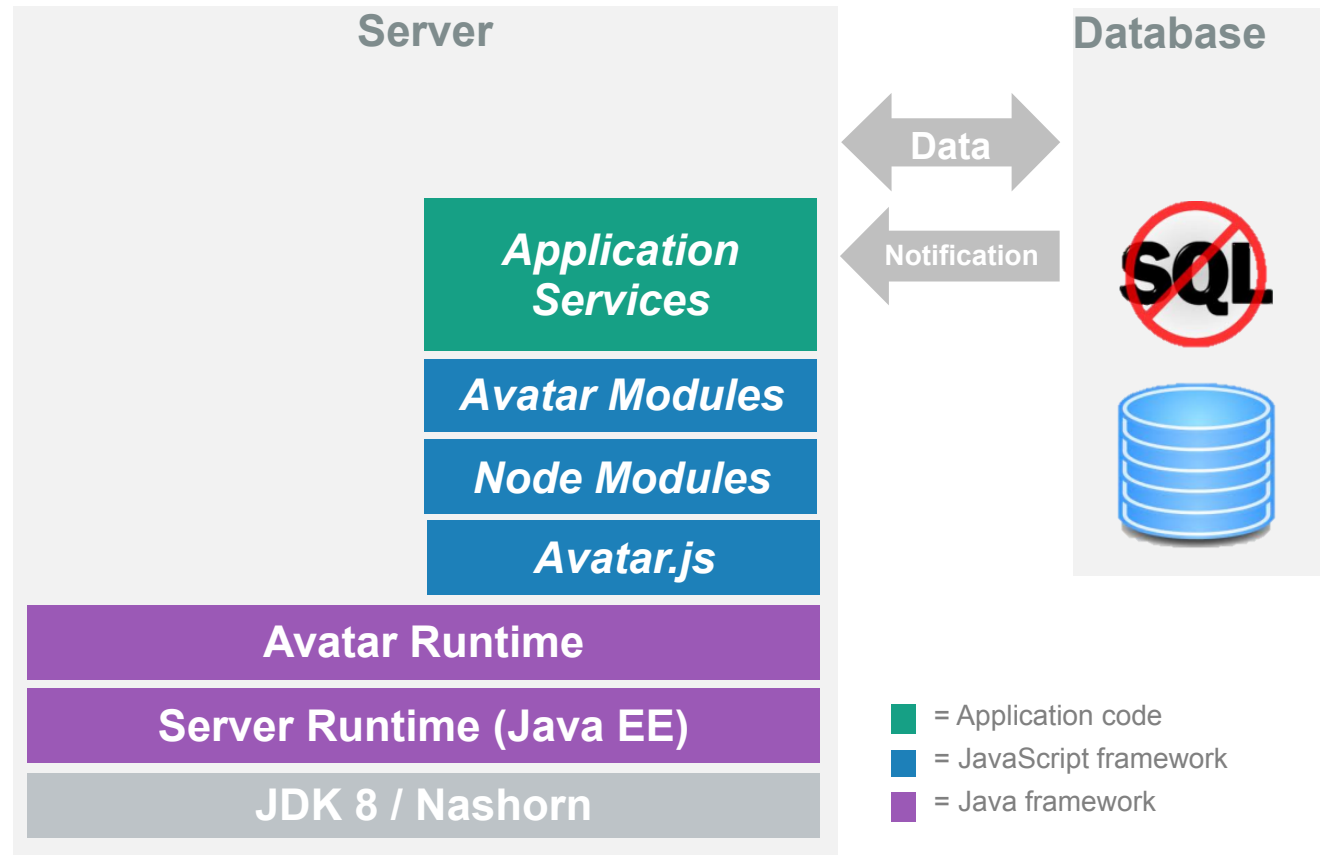 Server
Database
Data
Notification
SQL
Application
Services
Avatar Modules
Node Modules
Avatar.js
Avatar Runtime
Server Runtime (Java EE)
JDK 8 / Nashorn
= Application code
= JavaScript framework
= Java framework